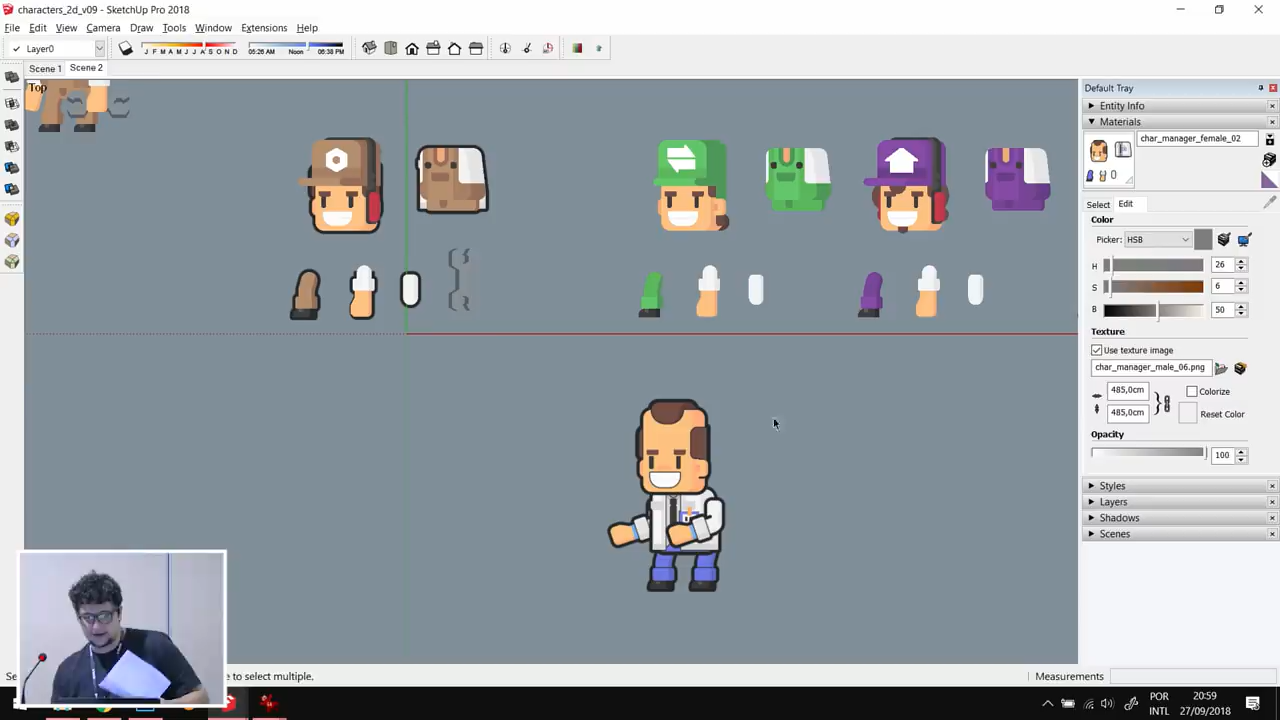 characters_2d_v09 - SketchUp Pro 2018
File Edit View Camera Draw Tools Window Extensions Help
Layer0
J F M A M J J A S O N D
05:26 AM Noon 06:38 PM
Scene 1 Scene 2
Top
Default Tray
Entity Info
Materials
char_manager_female_02
Select Edit
Color
Picker: HSB
H 26
S 6
B 50
Texture
Use texture image
char_manager_male_06.png
485,0cm
Colorize
485,0cm
Reset Color
Opacity
100
Styles
Layers
Shadows
Scenes
Se
e to select multiple.
Measurements
POR
INTL
20:59
27/09/2018